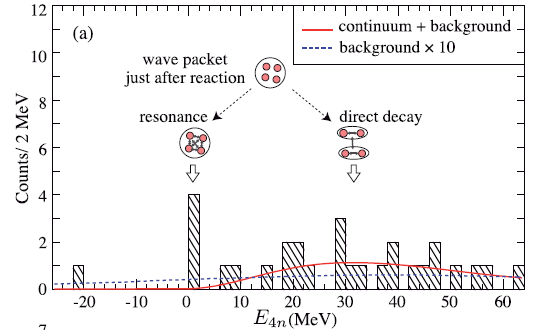 12
(a)
continuum + background
background × 10
10
wave packet
just after reaction
8
resonance
direct decay
6
Counts/ 2 MeV
4
2
0
-20 -10 0 10 20 30 40 50 60
E4n(MeV)
7